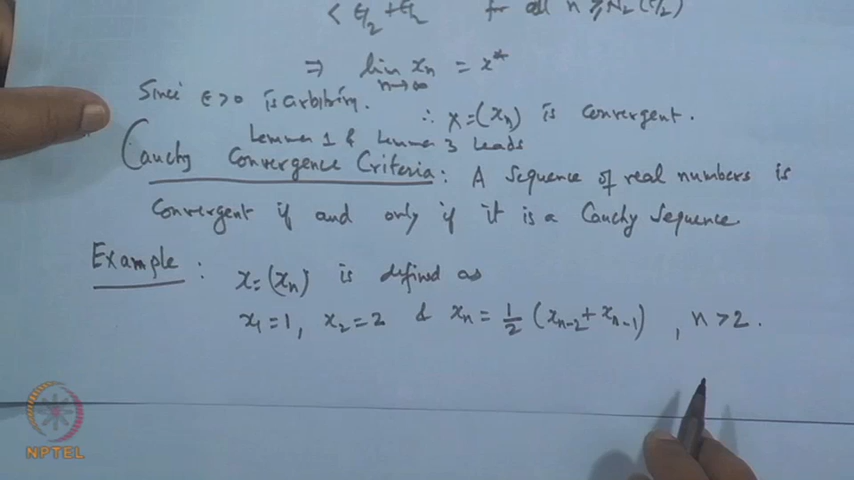 < ε/2 + ε/2 for all n ≥ N2 (ε/2)
⇒ lim xn = x*
n→∞
Since ε>0 is arbitrary. ∴ x=(xn) is convergent.
Lemma 1 & Lemma 3 leads
Cauchy Convergence Criteria : A sequence of real numbers is
Convergent if and only if it is a Cauchy Sequence
Example : x=(xn) is defined as
x1=1, x2=2 & xn = 1/2 (xn-2 + xn-1) , n>2.
NPTEL